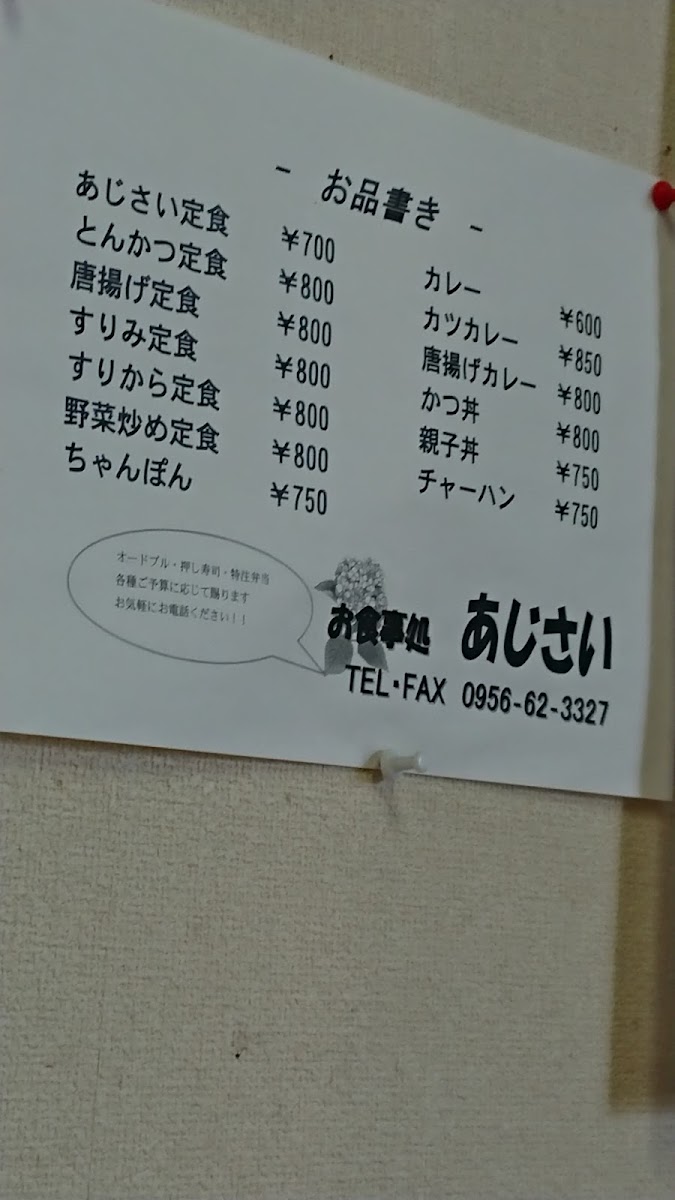 - お品書き -
あじさい定食 ¥700
とんかつ定食 ¥800
唐揚げ定食 ¥800
すりみ定食 ¥800
すりから定食 ¥800
野菜炒め定食 ¥800
ちゃんぽん ¥750
カレー ¥600
カツカレー ¥850
唐揚げカレー ¥800
かつ丼 ¥800
親子丼 ¥750
チャーハン ¥750
オードブル・押し寿司・特注弁当
各種ご予算に応じて賜ります
お気軽にお電話ください!!
お食事処 あじさい
TEL・FAX 0956-62-3327